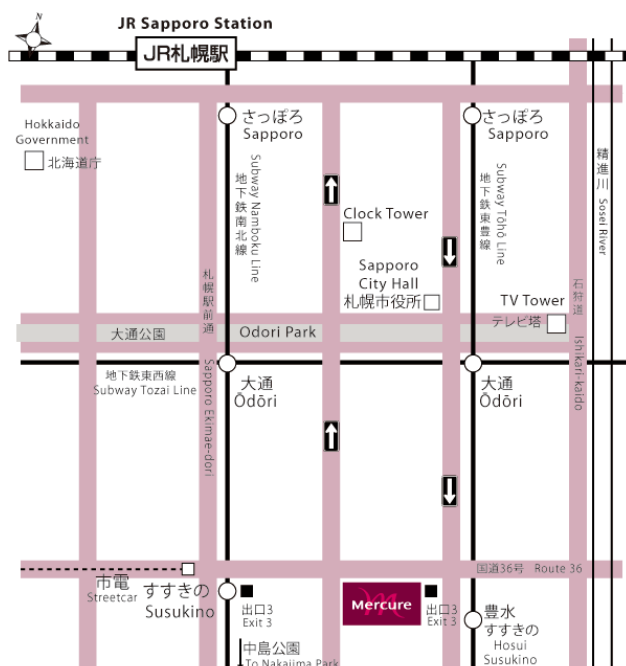 N
JR Sapporo Station
JR札幌駅
さっぽろ
Sapporo
さっぽろ
Sapporo
Hokkaido
Government
北海道庁
地下鉄南北線
Subway Namboku Line
地下鉄東豊線
Subway Tōhō Line
精進川 Sosei River
Clock Tower
Sapporo
City Hall
札幌市役所
TV Tower
テレビ塔
札幌駅前通
Sapporo Ekimae-dori
石狩道
Ishikari-kaido
大通公園
Odori Park
地下鉄東西線
Subway Tozai Line
大通
Ōdōri
大通
Ōdōri
国道36号 Route 36
市電
Streetcar
すすきの
Susukino
出口3
Exit 3
Mercure
出口3
Exit 3
豊水
すすきの
Hosui
Susukino
中島公園
To Nakajima Park